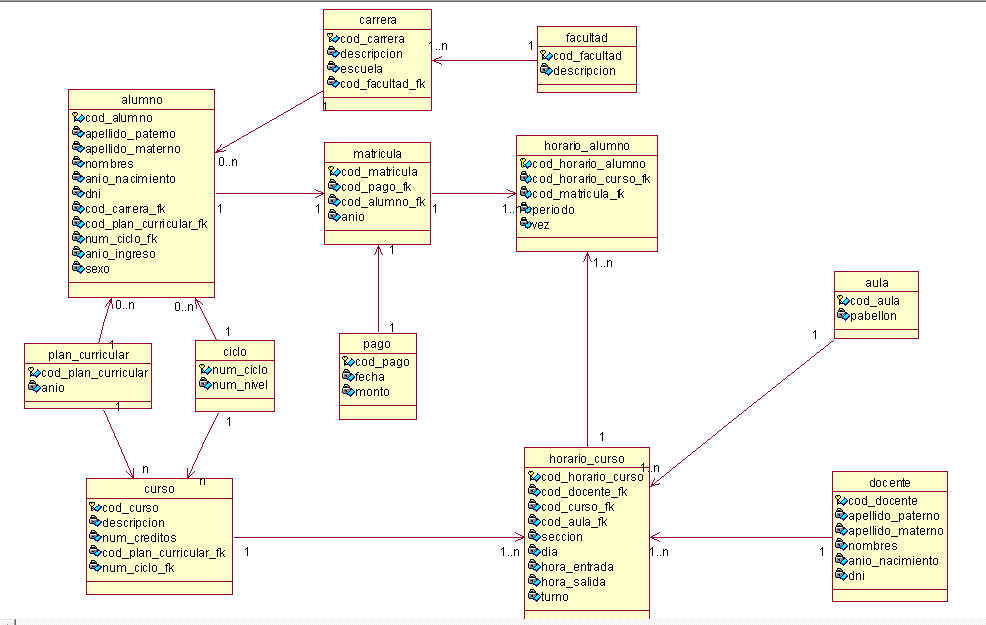 carrera
cod_carrera
descripcion
escuela
cod_facultad_fk
1..n
1
facultad
cod_facultad
descripcion
1
0..n
alumno
cod_alumno
apellido_paterno
apellido_materno
nombres
anio_nacimiento
dni
cod_carrera_fk
cod_plan_curricular_fk
num_ciclo_fk
anio_ingreso
sexo
1
1
matricula
cod_matricula
cod_pago_fk
cod_alumno_fk
anio
1
1..n
horario_alumno
cod_horario_alumno
cod_horario_curso_fk
cod_matricula_fk
periodo
vez
1..n
1
1
0..n
0..n
1
1
plan_curricular
cod_plan_curricular
anio
1
n
ciclo
num_ciclo
num_nivel
1
n
pago
cod_pago
fecha
monto
aula
cod_aula
pabellon
1
1..n
curso
cod_curso
descripcion
num_creditos
cod_plan_curricular_fk
num_ciclo_fk
1
1..n
1
horario_curso
cod_horario_curso
cod_docente_fk
cod_curso_fk
cod_aula_fk
seccion
dia
hora_entrada
hora_salida
turno
1..n
1
docente
cod_docente
apellido_paterno
apellido_materno
nombres
anio_nacimiento
dni